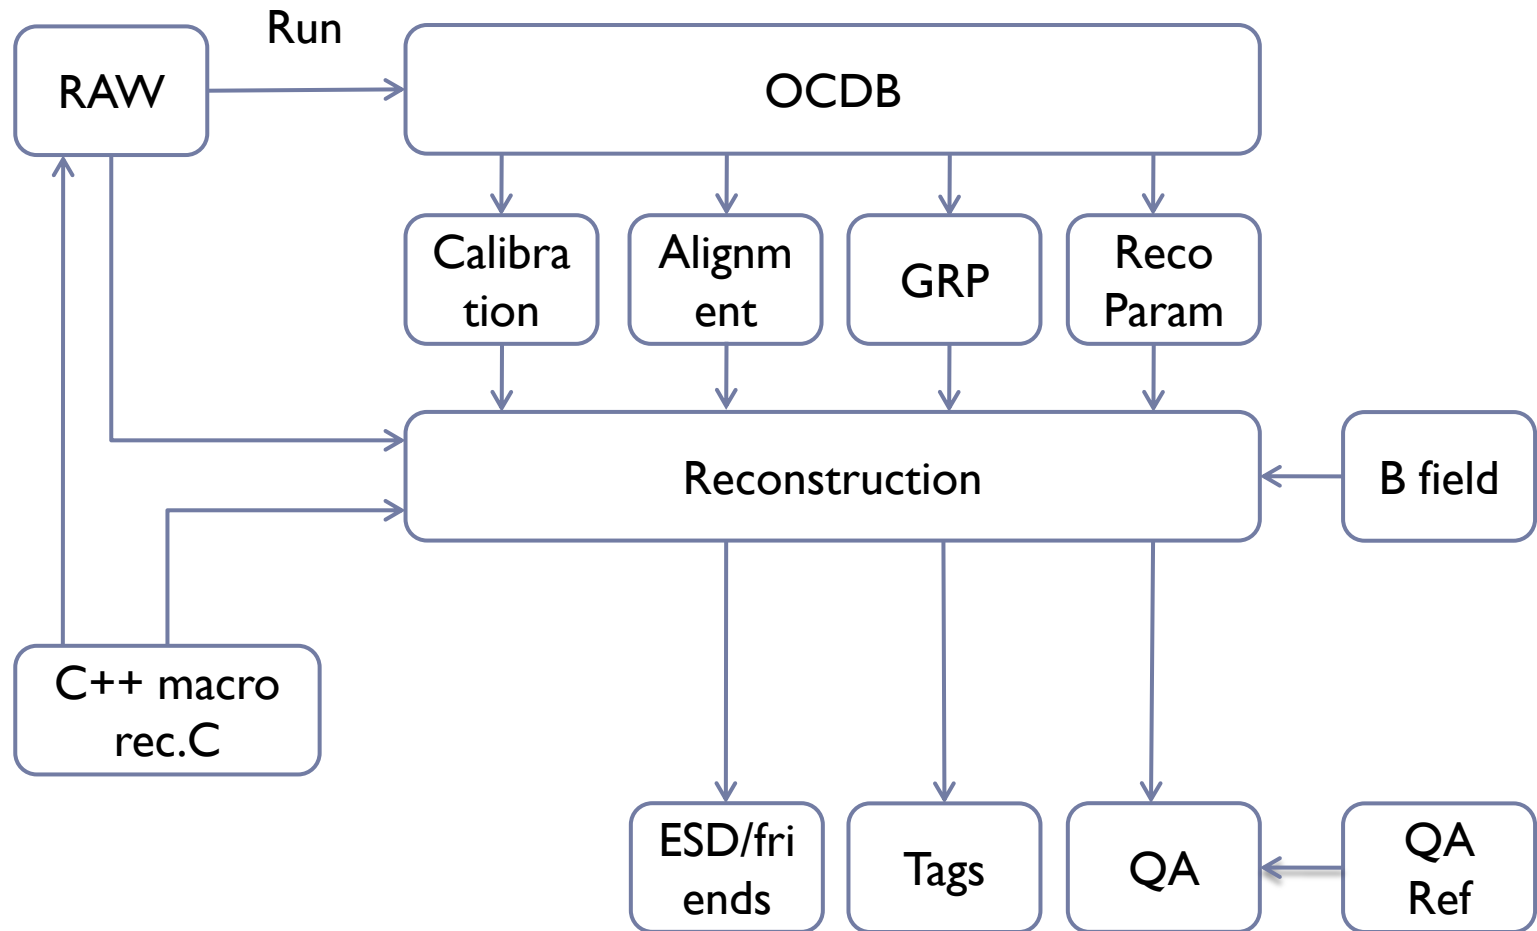 Run
RAW
OCDB
Calibra
tion
Alignm
ent
GRP
Reco
Param
Reconstruction
B field
C++ macro
rec.C
ESD/fri
ends
Tags
QA
QA
Ref